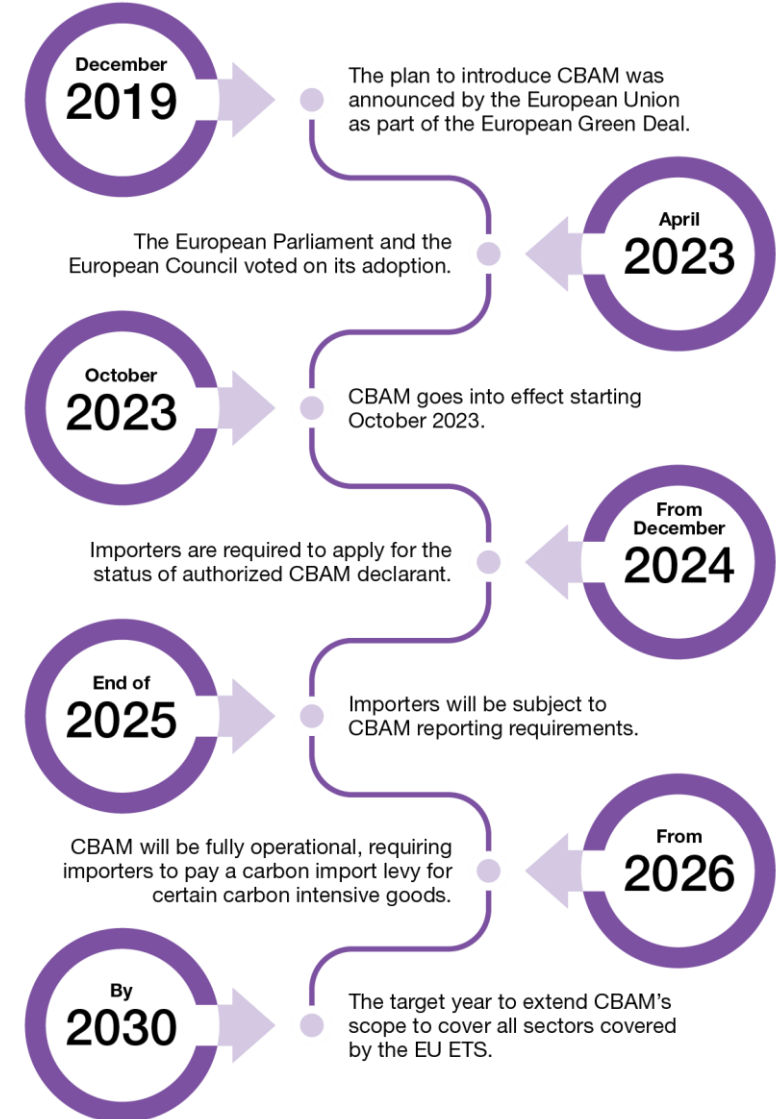 December
2019
The plan to introduce CBAM was
announced by the European Union
as part of the European Green Deal.
April
2023
The European Parliament and the
European Council voted on its adoption.
October
2023
CBAM goes into effect starting
October 2023.
From
December
2024
Importers are required to apply for the
status of authorized CBAM declarant.
End of
2025
Importers will be subject to
CBAM reporting requirements.
From
2026
CBAM will be fully operational, requiring
importers to pay a carbon import levy for
certain carbon intensive goods.
By
2030
The target year to extend CBAM's
scope to cover all sectors covered
by the EU ETS.